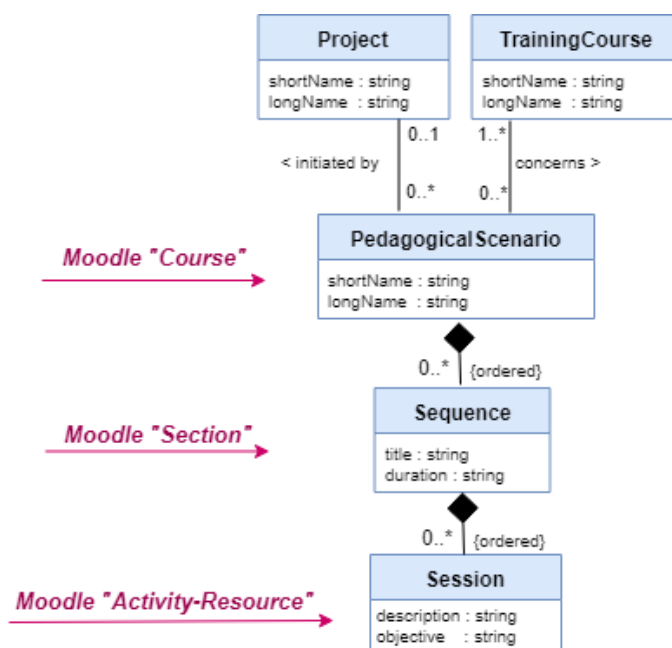 Project
shortName : string
longName : string
TrainingCourse
shortName : string
longName : string
0..1
1..*
< initiated by
concerns >
0..*
0..*
PedagogicalScenario
shortName : string
longName : string
Moodle "Course"
0..*
{ordered}
Sequence
title : string
duration : string
Moodle "Section"
0..*
{ordered}
Session
description : string
objective : string
Moodle "Activity-Resource"